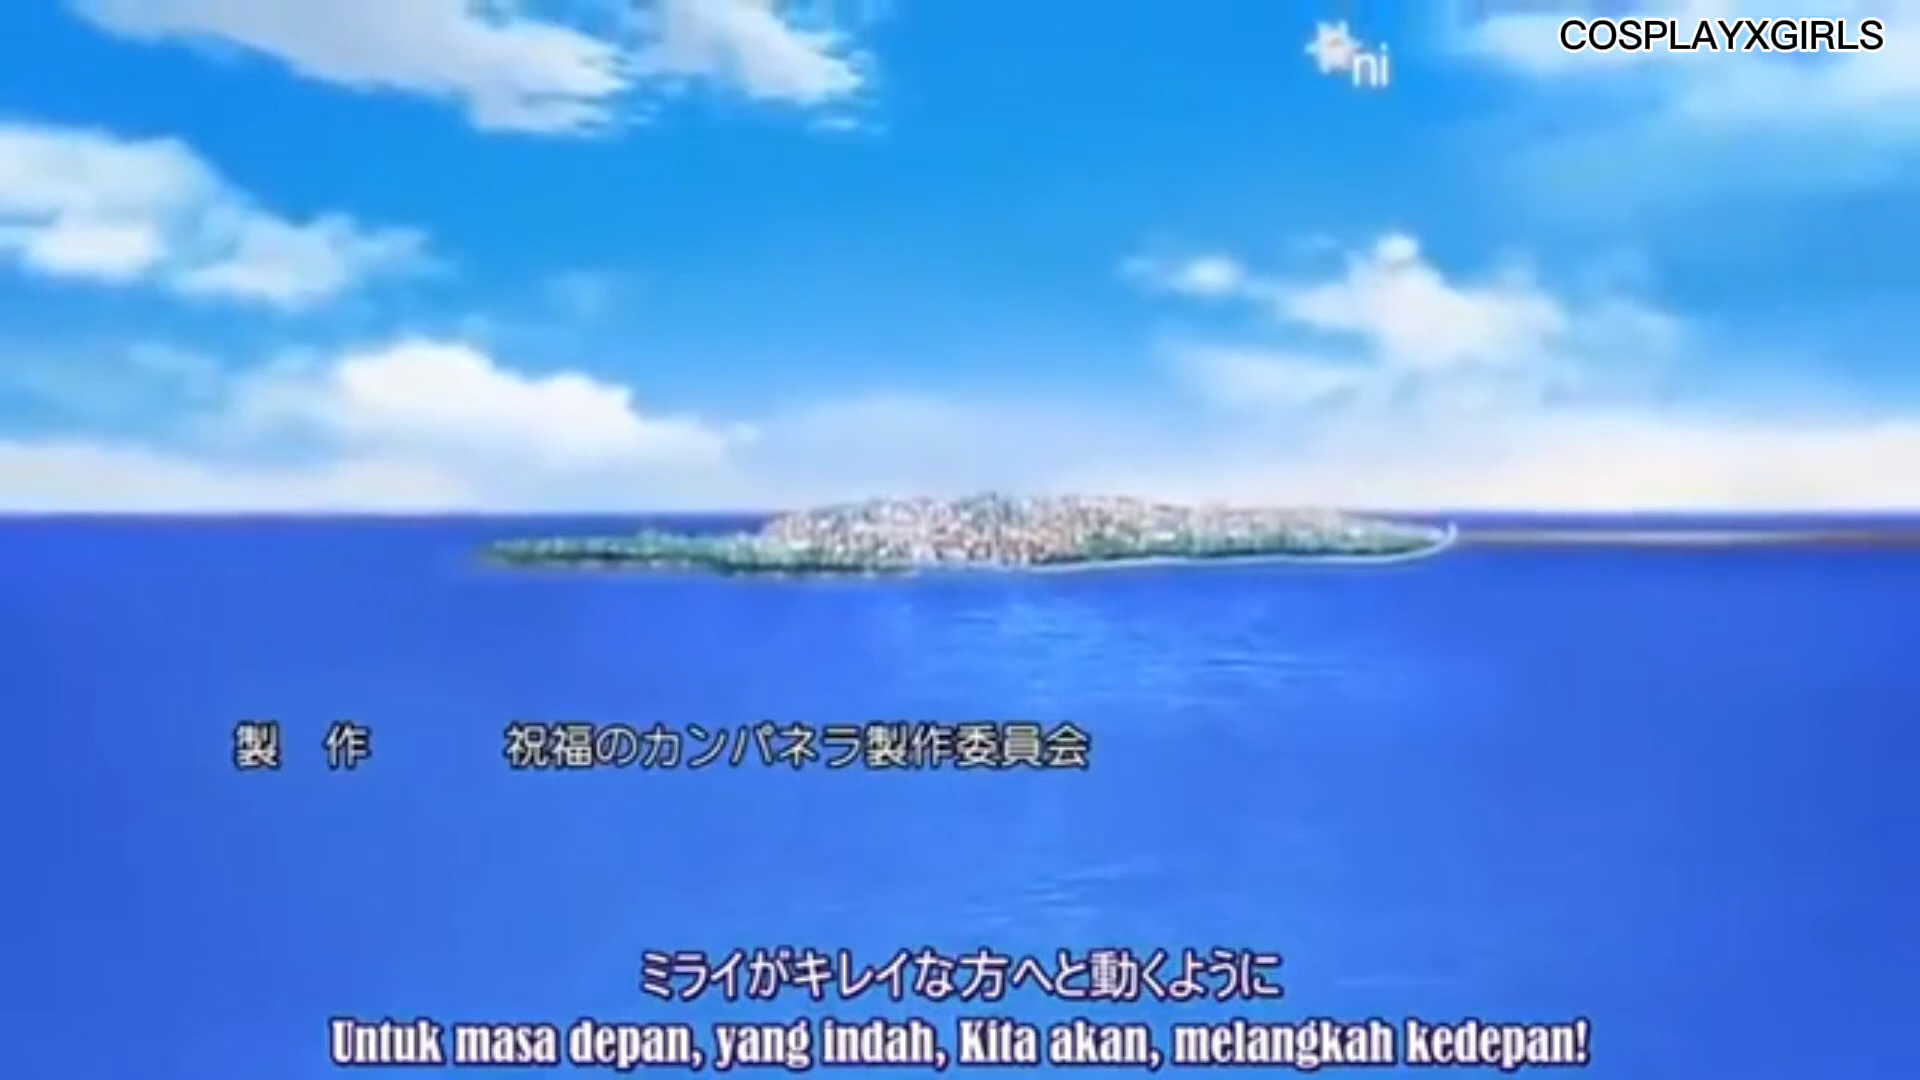 COSPLAYXGIRLS
ni
製　作　　　祝福のカンパネラ製作委員会
ミライがキレイな方へと動くように
Untuk masa depan, yang indah, Kita akan, melangkah kedepan!